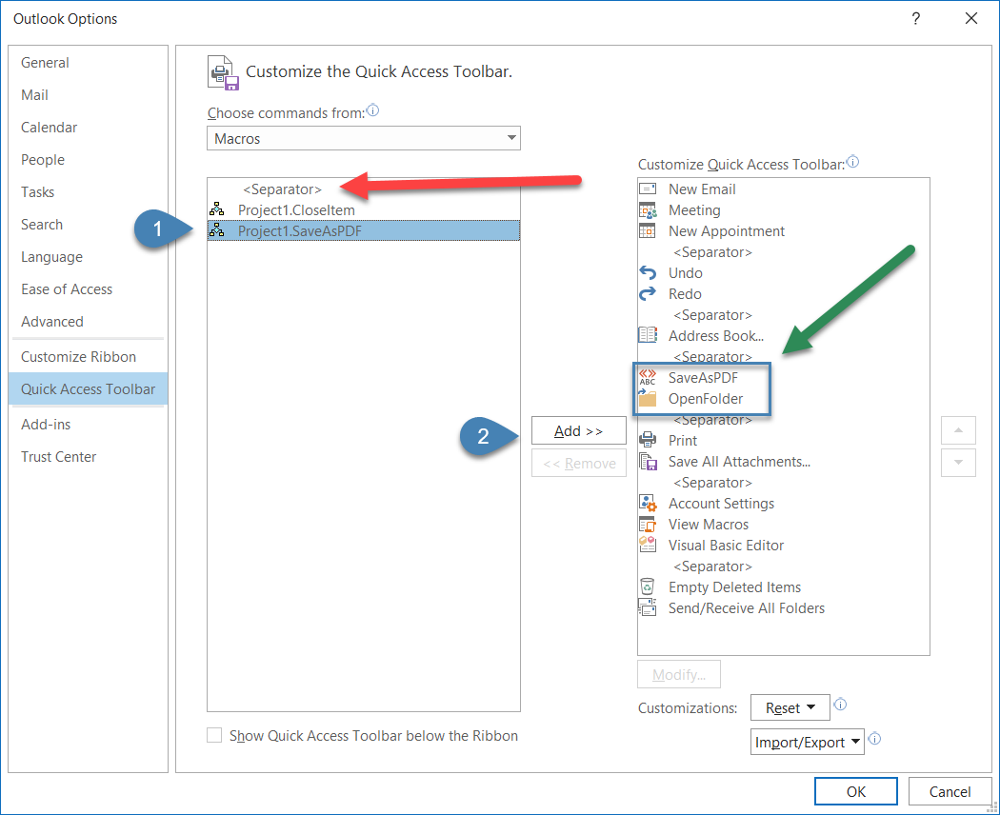 Outlook Options
?
General
Mail
Calendar
People
Tasks
Search
Language
Ease of Access
Advanced
Customize Ribbon
Quick Access Toolbar
Add-ins
Trust Center
Customize the Quick Access Toolbar.
Choose commands from:
Macros
<Separator>
Project1.CloseItem
Project1.SaveAsPDF
1
Show Quick Access Toolbar below the Ribbon
2
Add >>
<< Remove
Customize Quick Access Toolbar:
New Email
Meeting
New Appointment
<Separator>
Undo
Redo
<Separator>
Address Book...
<Separator>
ABC
SaveAsPDF
OpenFolder
<Separator>
Print
Save All Attachments...
<Separator>
Account Settings
View Macros
Visual Basic Editor
<Separator>
Empty Deleted Items
Send/Receive All Folders
Modify...
Customizations:
Reset
Import/Export
OK
Cancel